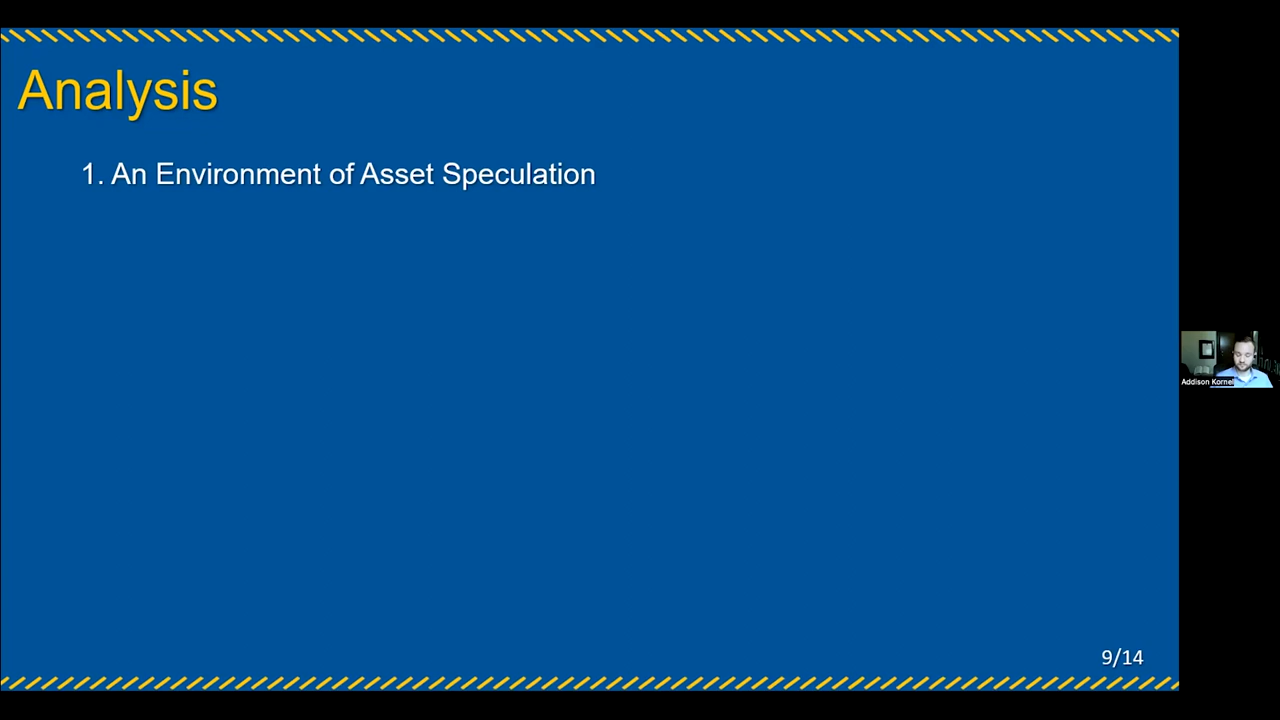 Analysis
1. An Environment of Asset Speculation
Addison Kornel
9/14